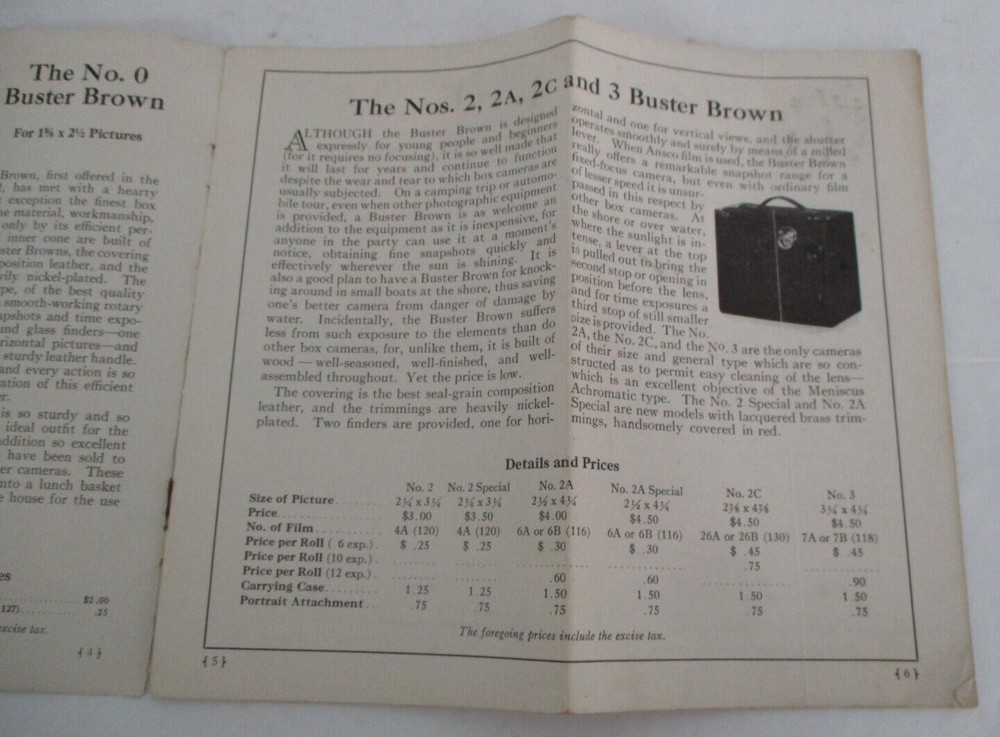 The No. 0
Buster Brown
For 1⅝ x 2½ Pictures
Brown, first offered in the
, has met with a hearty
exception the finest box
material, workmanship,
only by its efficient per-
inner cone are built of
ster Browns, the covering
position leather, and the
vily nickel-plated. The
pe, of the best quality
smooth-working rotary
apshots and time expo-
und glass finders—one
rizontal pictures—and
sturdy leather handle.
and every action is so
ation of this efficient
er.
is so sturdy and so
ideal outfit for the
ddition so excellent
have been sold to
er cameras. These
nto a lunch basket
house for the use
es
$2.00
127) .25
xcise tax.
{4}
The Nos. 2, 2A, 2C and 3 Buster Brown
ALTHOUGH the Buster Brown is designed
expressly for young people and beginners
(for it requires no focusing), it is so well made that
it will last for years and continue to function
despite the wear and tear to which box cameras are
usually subjected. On a camping trip or automo-
bile tour, even when other photographic equipment
is provided, a Buster Brown is as welcome an
addition to the equipment as it is inexpensive, for
anyone in the party can use it at a moment's
notice, obtaining fine snapshots quickly and
effectively wherever the sun is shining. It is
also a good plan to have a Buster Brown for knock-
ing around in small boats at the shore, thus saving
one's better camera from danger of damage by
water. Incidentally, the Buster Brown suffers
less from such exposure to the elements than do
other box cameras, for, unlike them, it is built of
wood — well-seasoned, well-finished, and well-
assembled throughout. Yet the price is low.
The covering is the best seal-grain composition
leather, and the trimmings are heavily nickel-
plated. Two finders are provided, one for hori-
zontal and one for vertical views, and the shutter
operates smoothly and surely by means of a milled
lever. When Ansco film is used, the Buster Brown
really offers a remarkable snapshot range for a
fixed-focus camera, but even with ordinary film
of lesser speed it is unsur-
passed in this respect by
other box cameras. At
the shore or over water,
where the sunlight is in-
tense, a lever at the top
is pulled out to bring the
second stop or opening in
position before the lens,
and for time exposures a
third stop of still smaller
size is provided. The No.
2A, the No. 2C, and the No. 3 are the only cameras
of their size and general type which are so con-
structed as to permit easy cleaning of the lens—
which is an excellent objective of the Meniscus
Achromatic type. The No. 2 Special and No. 2A
Special are new models with lacquered brass trim-
mings, handsomely covered in red.
Details and Prices
No. 2 No. 2 Special No. 2A No. 2A Special No. 2C No. 3
Size of Picture 2¼ x 3¼ 2¼ x 3¼ 2½ x 4¼ 2½ x 4¼ 2⅞ x 4⅞ 3¼ x 4¼
Price $3.00 $3.50 $4.00 $4.50 $4.50 $4.50
No. of Film 4A (120) 4A (120) 6A or 6B (116) 6A or 6B (116) 26A or 26B (130) 7A or 7B (118)
Price per Roll ( 6 exp.) $ .25 $ .25 $ .30 $ .30 $ .45 $ .45
Price per Roll (10 exp.) .75
Price per Roll (12 exp.) .60 .60 .90
Carrying Case 1.25 1.25 1.50 1.50 1.50 1.50
Portrait Attachment .75 .75 .75 .75 .75 .75
The foregoing prices include the excise tax.
{5}
{6}